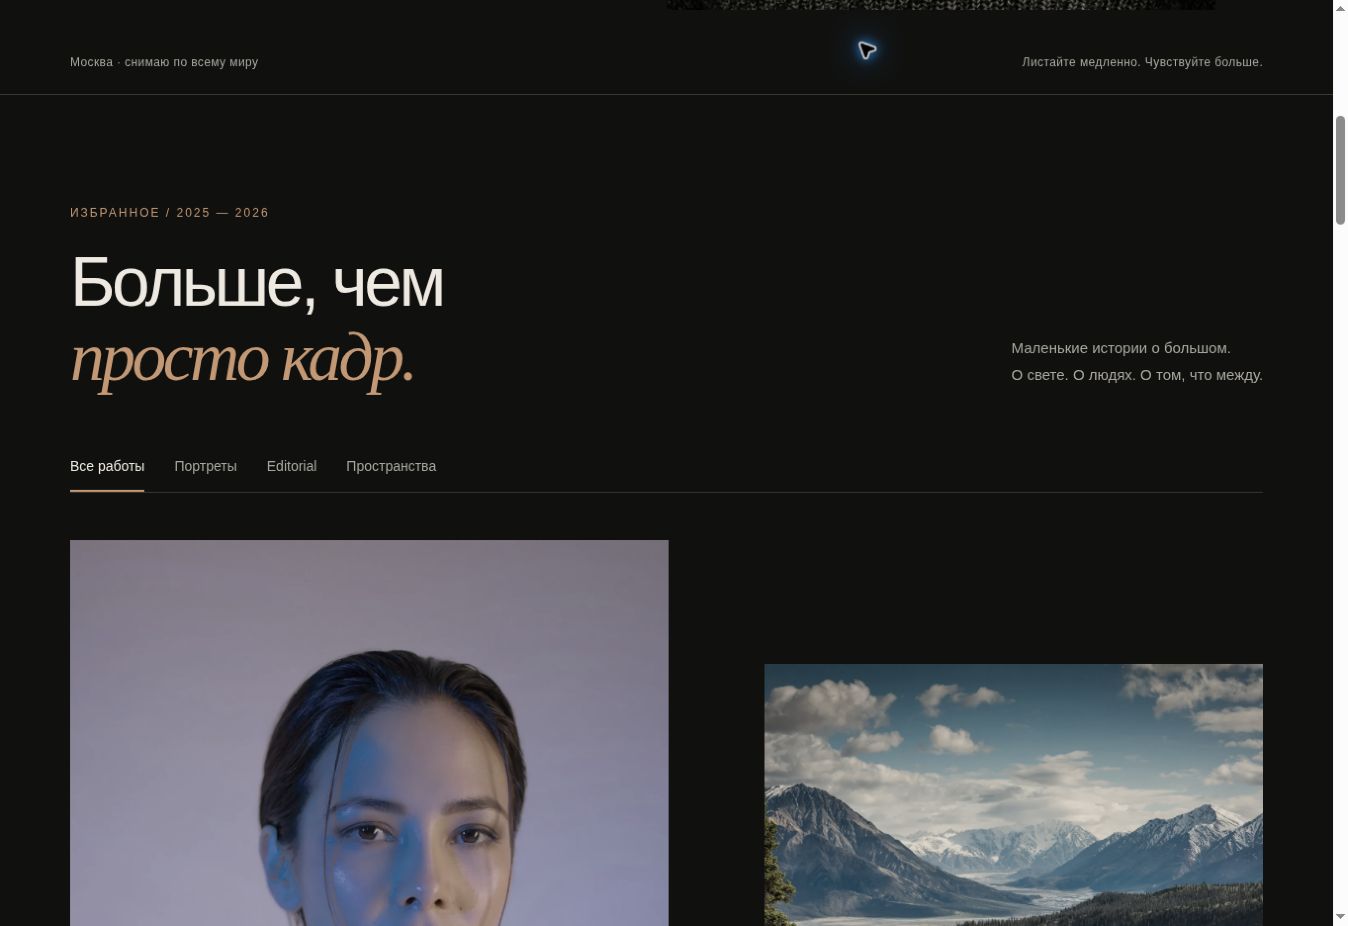 Москва · снимаю по всему миру
Листайте медленно. Чувствуйте больше.
ИЗБРАННОЕ / 2025 — 2026
Больше, чем
просто кадр.
Маленькие истории о большом.
О свете. О людях. О том, что между.
Все работы
Портреты
Editorial
Пространства